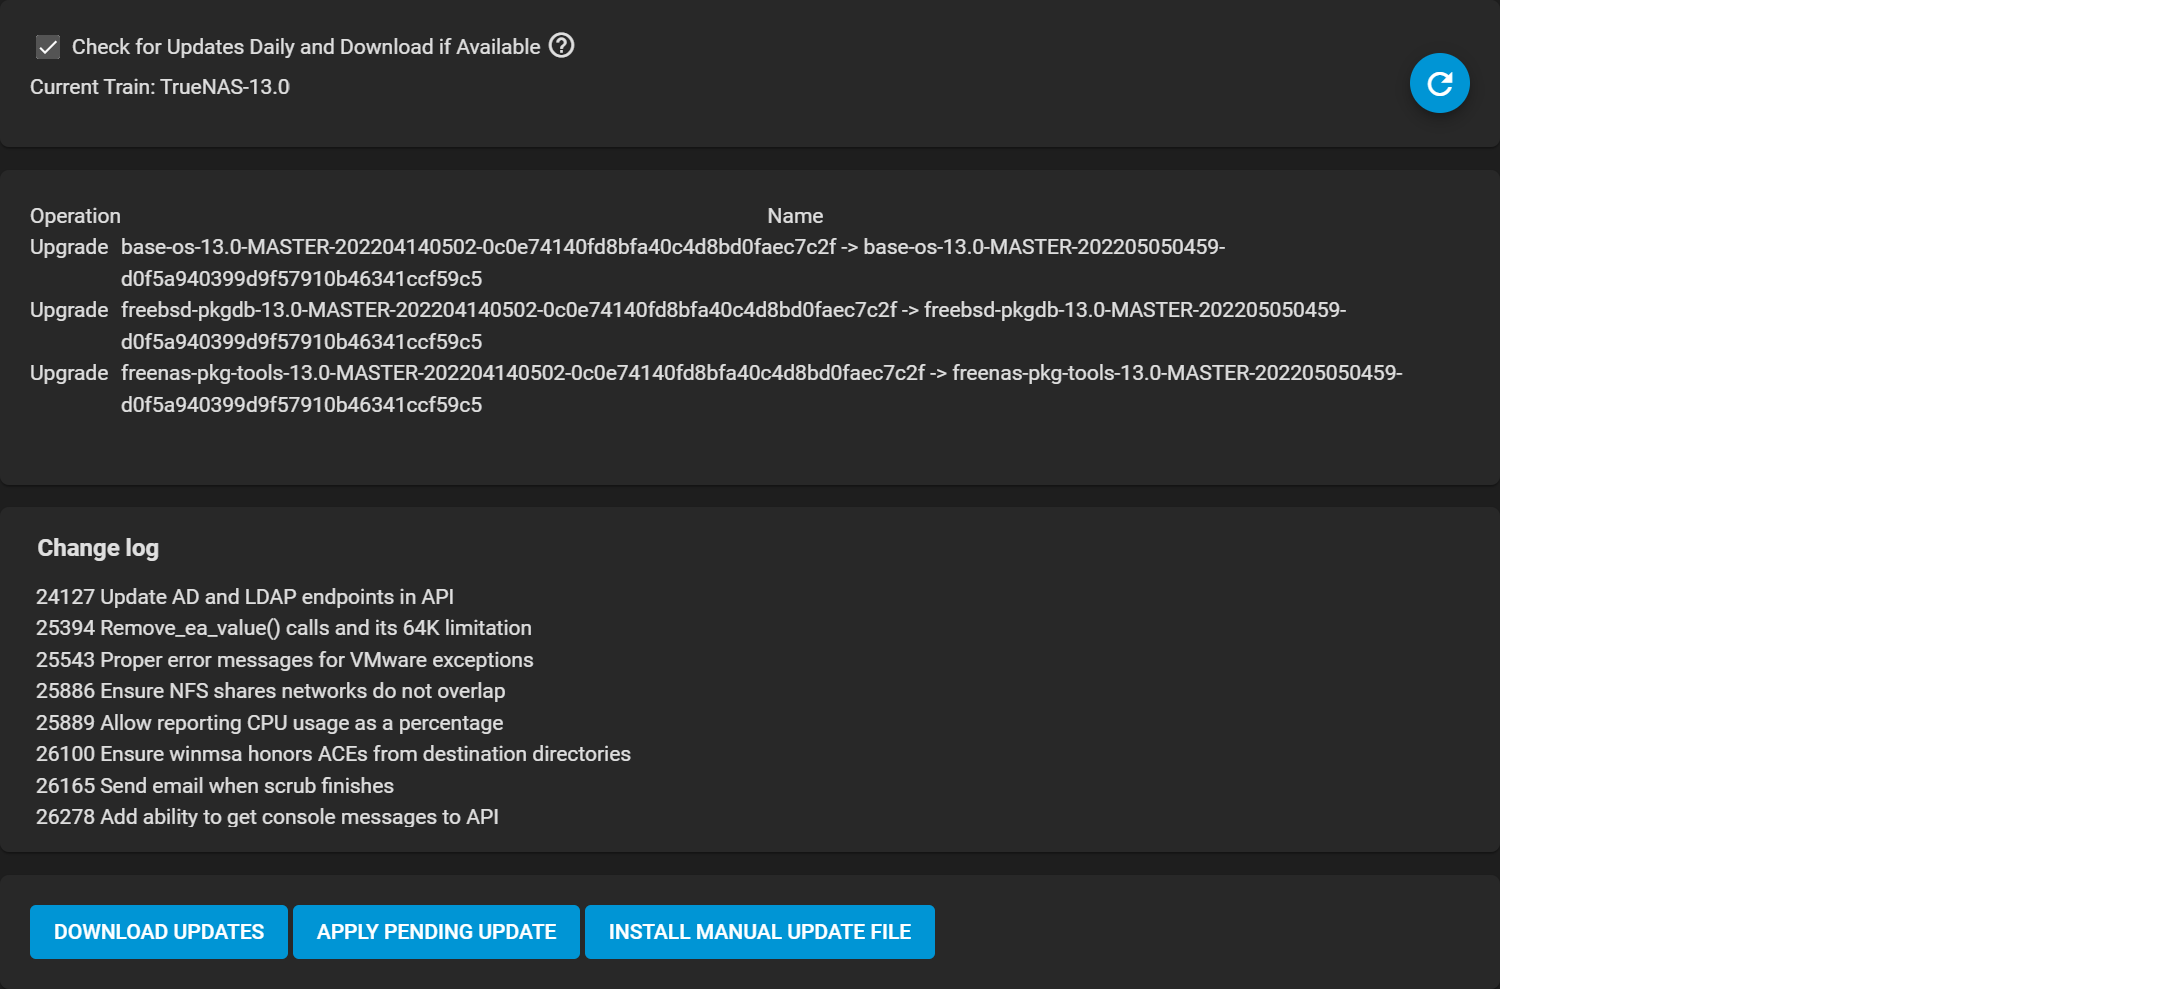 Check for Updates Daily and Download if Available
Current Train: TrueNAS-13.0
Operation Name
Upgrade base-os-13.0-MASTER-202204140502-0c0e74140fd8bfa40c4d8bd0faec7c2f -> base-os-13.0-MASTER-202205050459-
d0f5a940399d9f57910b46341ccf59c5
Upgrade freebsd-pkgdb-13.0-MASTER-202204140502-0c0e74140fd8bfa40c4d8bd0faec7c2f -> freebsd-pkgdb-13.0-MASTER-202205050459-
d0f5a940399d9f57910b46341ccf59c5
Upgrade freenas-pkg-tools-13.0-MASTER-202204140502-0c0e74140fd8bfa40c4d8bd0faec7c2f -> freenas-pkg-tools-13.0-MASTER-202205050459-
d0f5a940399d9f57910b46341ccf59c5
Change log
24127 Update AD and LDAP endpoints in API
25394 Remove_ea_value() calls and its 64K limitation
25543 Proper error messages for VMware exceptions
25886 Ensure NFS shares networks do not overlap
25889 Allow reporting CPU usage as a percentage
26100 Ensure winmsa honors ACEs from destination directories
26165 Send email when scrub finishes
26278 Add ability to get console messages to API
DOWNLOAD UPDATES APPLY PENDING UPDATE INSTALL MANUAL UPDATE FILE